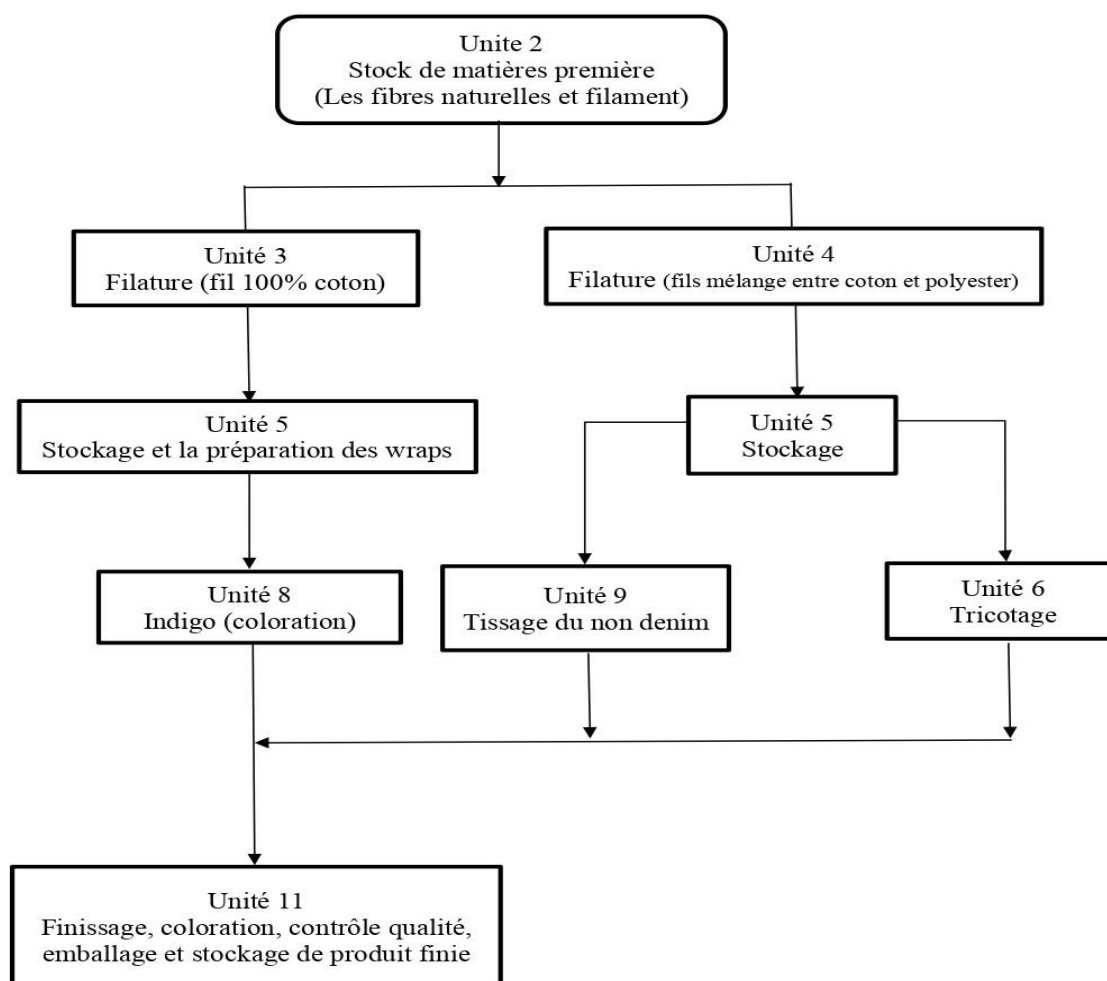 Unite 2
Stock de matières première
(Les fibres naturelles et filament)
Unité 3
Filature (fil 100% coton)
Unité 4
Filature (fils mélange entre coton et polyester)
Unité 5
Stockage et la préparation des wraps
Unité 5
Stockage
Unité 8
Indigo (coloration)
Unité 9
Tissage du non denim
Unité 6
Tricotage
Unité 11
Finissage, coloration, contrôle qualité,
emballage et stockage de produit finie